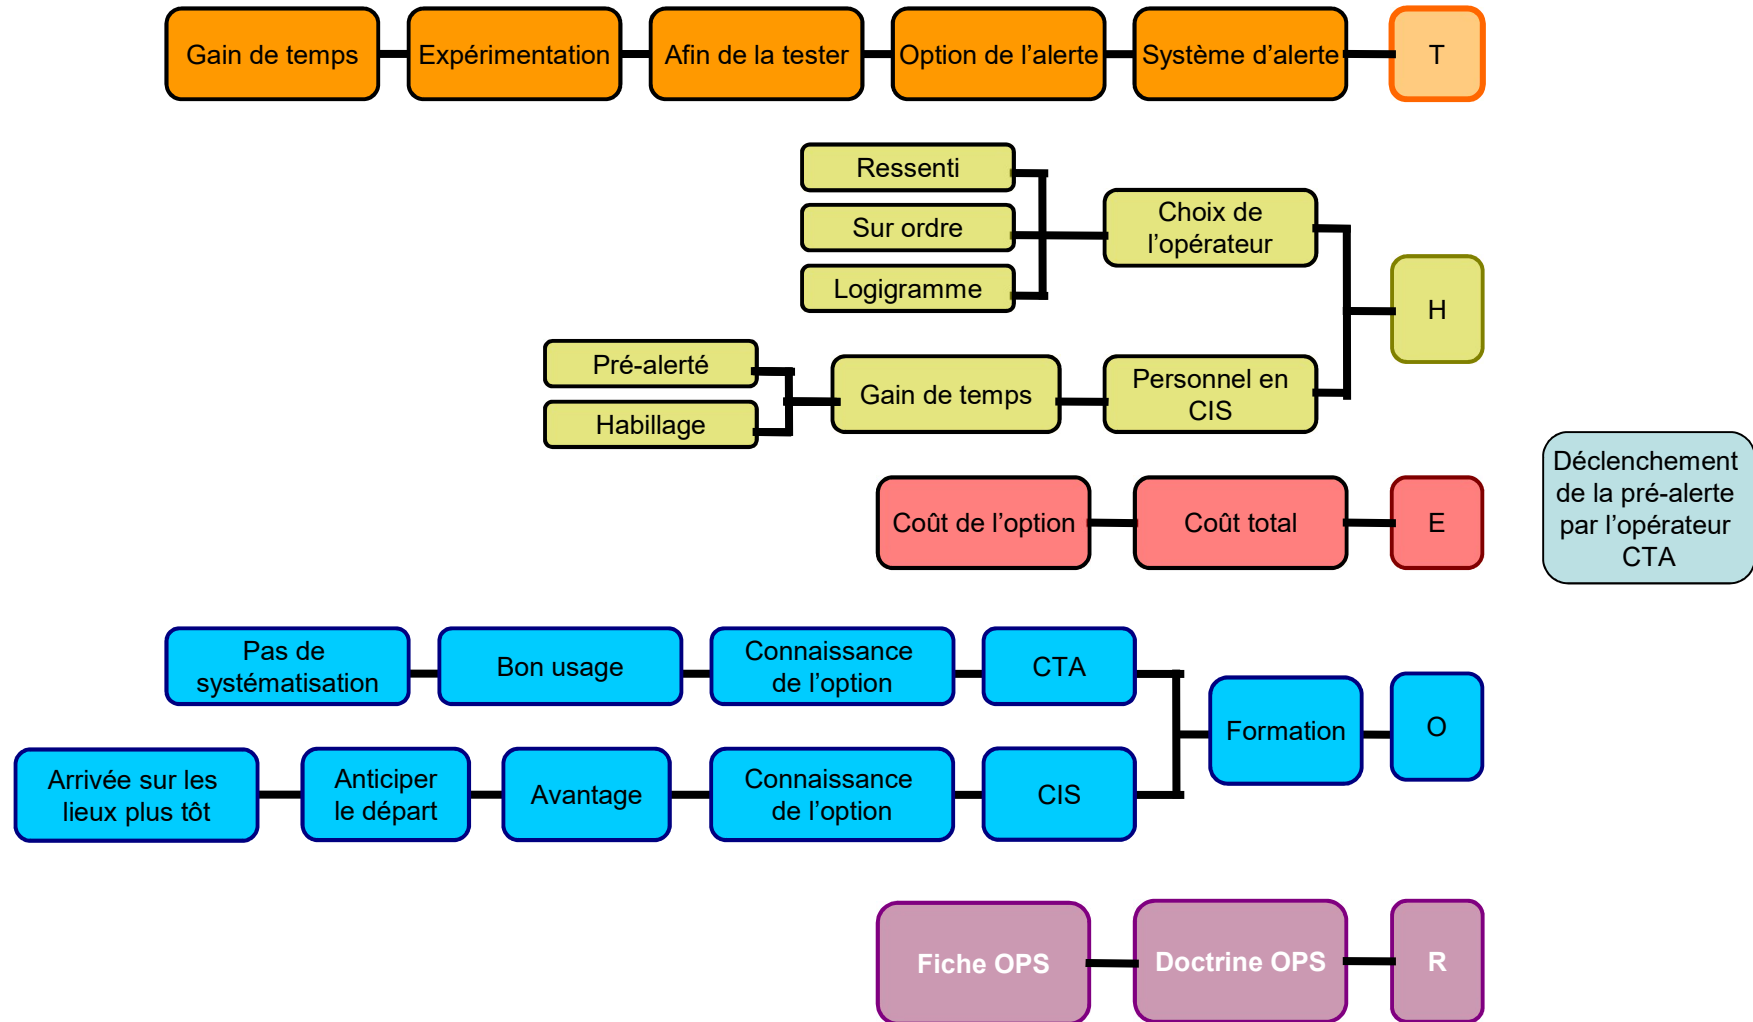 Gain de temps
Expérimentation
Afin de la tester
Option de l’alerte
Système d’alerte
T
Ressenti
Sur ordre
Logigramme
Choix de
l’opérateur
H
Pré-alerté
Habillage
Gain de temps
Personnel en
CIS
Déclenchement
de la pré-alerte
par l’opérateur
CTA
Coût de l’option
Coût total
E
Pas de
systématisation
Bon usage
Connaissance
de l’option
CTA
Formation
O
Arrivée sur les
lieux plus tôt
Anticiper
le départ
Avantage
Connaissance
de l’option
CIS
Fiche OPS
Doctrine OPS
R